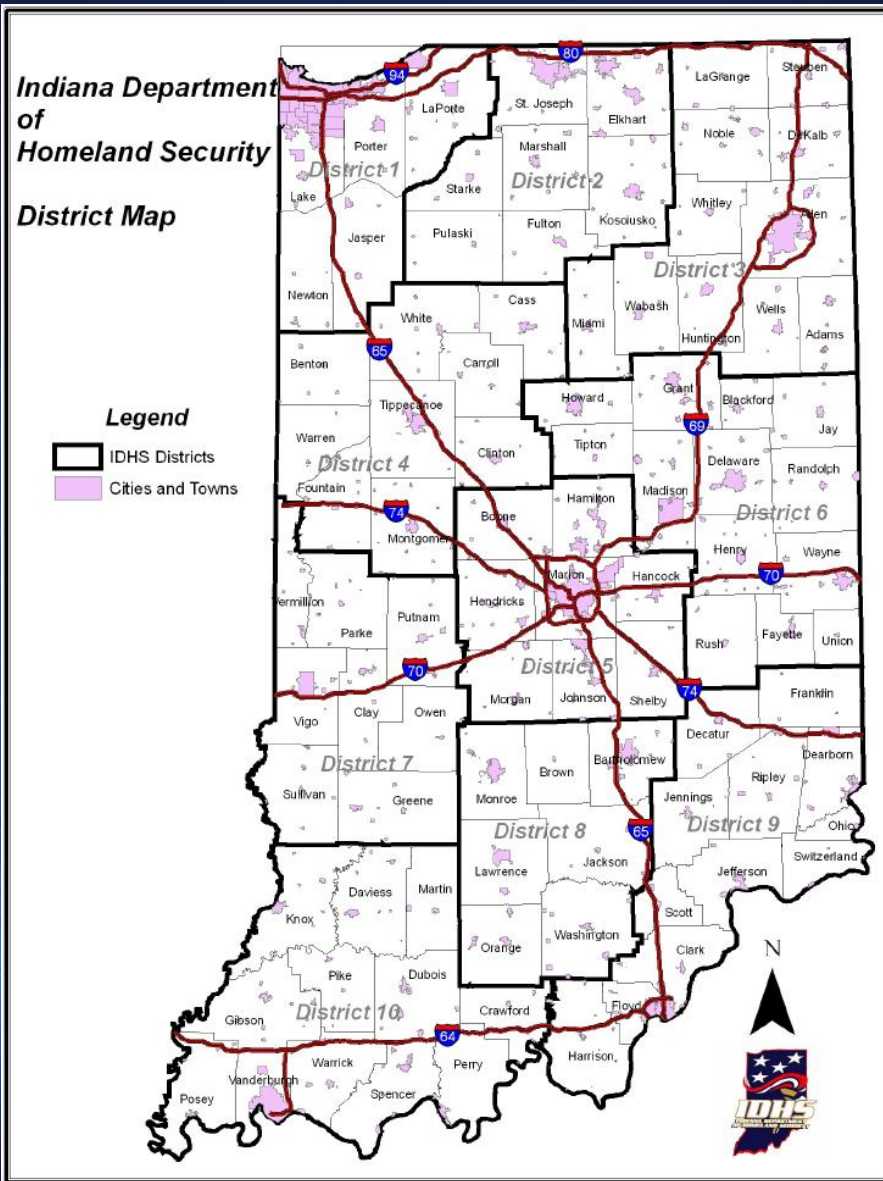 Indiana Department
of
Homeland Security
District Map
Legend
IDHS Districts
Cities and Towns
94
80
LaPorte
St. Joseph
Elkhart
LaGrange
Steuben
Porter
Marshall
Noble
DeKalb
District 1
District 2
Lake
Starke
Kosciusko
Whitley
Allen
Jasper
Pulaski
Fulton
District 3
Newton
White
Cass
Miami
Wabash
Huntington
Wells
Adams
65
Benton
Carroll
Howard
Grant
Blackford
Tippecanoe
69
Jay
Warren
Clinton
Tipton
Delaware
Randolph
District 4
Fountain
74
Montgomer
Boone
Hamilton
Madison
District 6
Henry
Wayne
Marion
Hancock
70
Vermillion
Parke
Putnam
Hendricks
Rush
Fayette
Union
70
District 5
74
Franklin
Vigo
Clay
Owen
Morgan
Johnson
Shelby
Decatur
Dearborn
District 7
Brown
Bartholomew
Ripley
Sullivan
Greene
Monroe
Jennings
District 8
65
District 9
Ohio
Lawrence
Jackson
Jefferson
Switzerland
Knox
Daviess
Martin
Scott
Orange
Washington
Clark
N
Pike
Dubois
District 10
Gibson
Crawford
Floyd
64
Harrison
Posey
Vanderburgh
Warrick
Spencer
Perry
IDHS
INDIANA DEPARTMENT
OF HOMELAND SECURITY